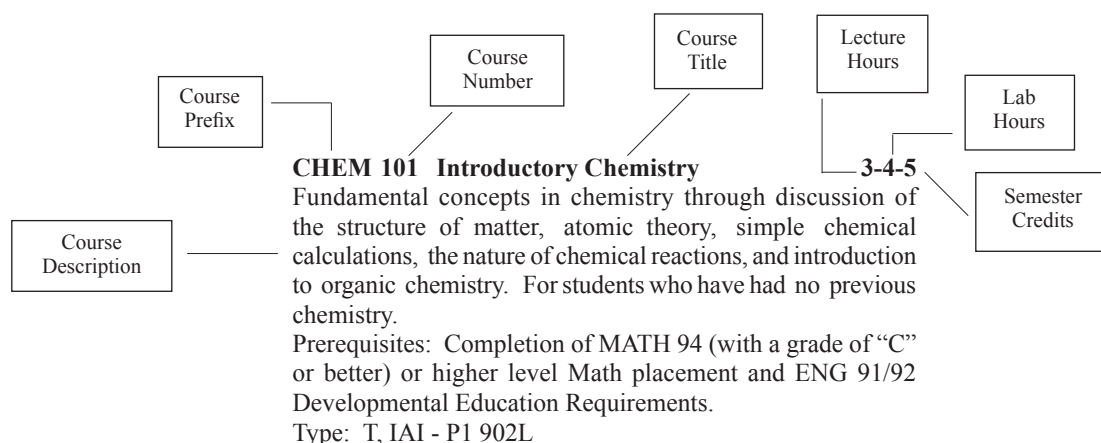 Course
Title
Lecture
Hours
Course
Number
Course
Prefix
Lab
Hours
CHEM 101 Introductory Chemistry 3-4-5
Fundamental concepts in chemistry through discussion of
the structure of matter, atomic theory, simple chemical
calculations, the nature of chemical reactions, and introduction
to organic chemistry. For students who have had no previous
chemistry.
Prerequisites: Completion of MATH 94 (with a grade of “C”
or better) or higher level Math placement and ENG 91/92
Developmental Education Requirements.
Type: T, IAI - P1 902L
Semester
Credits
Course
Description